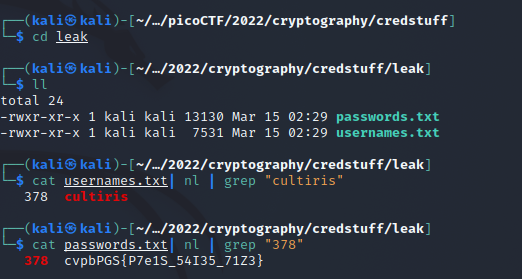 ┌──(kali㉿kali)-[~/…/picoCTF/2022/cryptography/credstuff]
└─$ cd leak
┌──(kali㉿kali)-[~/…/2022/cryptography/credstuff/leak]
└─$ ll
total 24
-rwxr-xr-x 1 kali kali 13130 Mar 15 02:29 passwords.txt
-rwxr-xr-x 1 kali kali  7531 Mar 15 02:29 usernames.txt
┌──(kali㉿kali)-[~/…/2022/cryptography/credstuff/leak]
└─$ cat usernames.txt| nl | grep "cultiris"
   378  cultiris
┌──(kali㉿kali)-[~/…/2022/cryptography/credstuff/leak]
└─$ cat passwords.txt| nl | grep "378"
   378  cvpbPGS{P7e1S_54I35_71Z3}